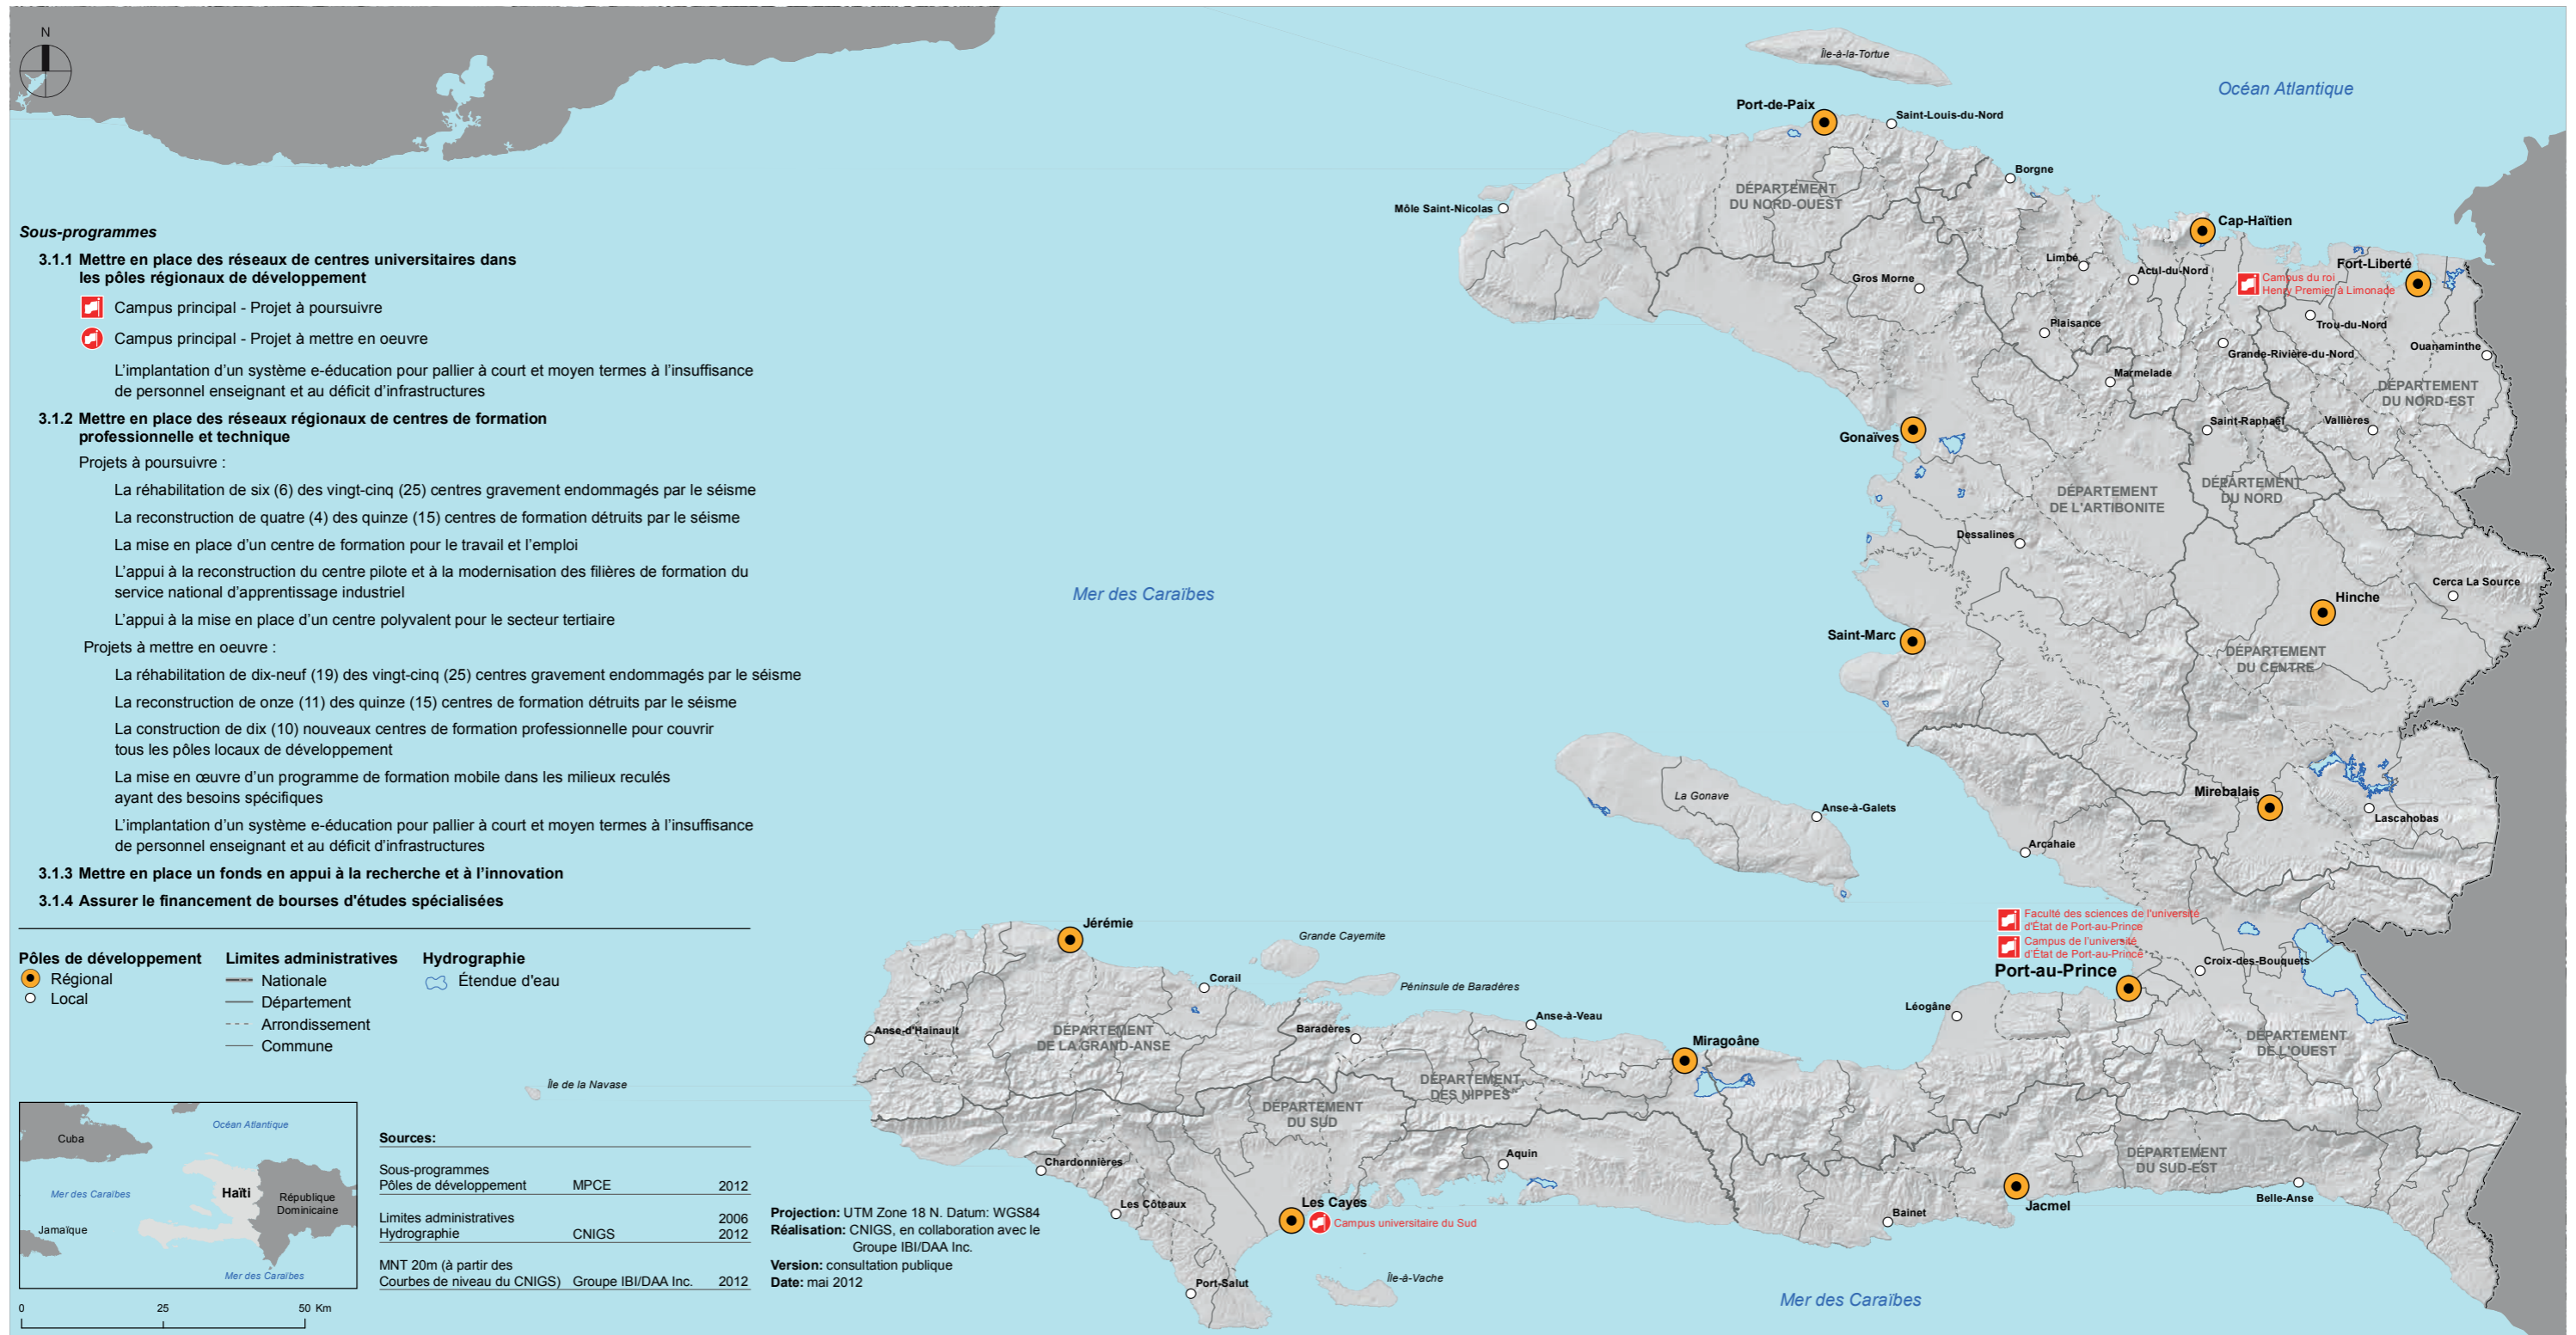 N
Sous-programmes
3.1.1 Mettre en place des réseaux de centres universitaires dans
les pôles régionaux de développement
Campus principal - Projet à poursuivre
Campus principal - Projet à mettre en oeuvre
L'implantation d'un système e-éducation pour pallier à court et moyen termes à l'insuffisance
de personnel enseignant et au déficit d'infrastructures
3.1.2 Mettre en place des réseaux régionaux de centres de formation
professionnelle et technique
Projets à poursuivre :
La réhabilitation de six (6) des vingt-cinq (25) centres gravement endommagés par le séisme
La reconstruction de quatre (4) des quinze (15) centres de formation détruits par le séisme
La mise en place d'un centre de formation pour le travail et l'emploi
L'appui à la reconstruction du centre pilote et à la modernisation des filières de formation du
service national d'apprentissage industriel
L'appui à la mise en place d'un centre polyvalent pour le secteur tertiaire
Projets à mettre en oeuvre :
La réhabilitation de dix-neuf (19) des vingt-cinq (25) centres gravement endommagés par le séisme
La reconstruction de onze (11) des quinze (15) centres de formation détruits par le séisme
La construction de dix (10) nouveaux centres de formation professionnelle pour couvrir
tous les pôles locaux de développement
La mise en œuvre d'un programme de formation mobile dans les milieux reculés
ayant des besoins spécifiques
L'implantation d'un système e-éducation pour pallier à court et moyen termes à l'insuffisance
de personnel enseignant et au déficit d'infrastructures
3.1.3 Mettre en place un fonds en appui à la recherche et à l'innovation
3.1.4 Assurer le financement de bourses d'études spécialisées
Pôles de développement
Régional
Local
Limites administratives
Nationale
Département
Arrondissement
Commune
Hydrographie
Étendue d'eau
Cuba
Océan Atlantique
Mer des Caraïbes
Haïti
République
Dominicaine
Jamaïque
Mer des Caraïbes
0 25 50 Km
Sources:
Sous-programmes
Pôles de développement MPCE 2012
Limites administratives 2006
Hydrographie CNIGS 2012
MNT 20m (à partir des
Courbes de niveau du CNIGS) Groupe IBI/DAA Inc. 2012
Projection: UTM Zone 18 N. Datum: WGS84
Réalisation: CNIGS, en collaboration avec le
Groupe IBI/DAA Inc.
Version: consultation publique
Date: mai 2012
Île-à-la-Tortue
Océan Atlantique
Port-de-Paix
Saint-Louis-du-Nord
Borgne
DÉPARTEMENT
DU NORD-OUEST
Môle Saint-Nicolas
Cap-Haïtien
Limbé
Acul-du-Nord
Fort-Liberté
Campus du roi
Henry Premier à Limonade
Gros Morne
Trou-du-Nord
Plaisance
Grande-Rivière-du-Nord
Ouanaminthe
Marmelade
DÉPARTEMENT
DU NORD-EST
Saint-Raphaël
Vallières
Gonaïves
DÉPARTEMENT
DE L'ARTIBONITE
DÉPARTEMENT
DU NORD
Dessalines
Cerca La Source
Mer des Caraïbes
Hinche
Saint-Marc
DÉPARTEMENT
DU CENTRE
La Gonave
Anse-à-Galets
Mirebalais
Lascahobas
Arcahaie
Faculté des sciences de l'université
d'État de Port-au-Prince
Campus de l'université
d'État de Port-au-Prince
Croix-des-Bouquets
Port-au-Prince
Léogâne
Jérémie
Grande Cayemite
Corail
Péninsule de Baradères
Anse-à-Veau
Anse-d'Hainault
DÉPARTEMENT
DE LA GRAND-ANSE
Baradères
Miragoâne
DÉPARTEMENT
DE L'OUEST
Île de la Navase
DÉPARTEMENT
DES NIPPES
DÉPARTEMENT
DU SUD
Chardonnières
Aquin
DÉPARTEMENT
DU SUD-EST
Les Côteaux
Les Cayes
Campus universitaire du Sud
Jacmel
Belle-Anse
Bainet
Port-Salut
Île-à-Vache
Mer des Caraïbes